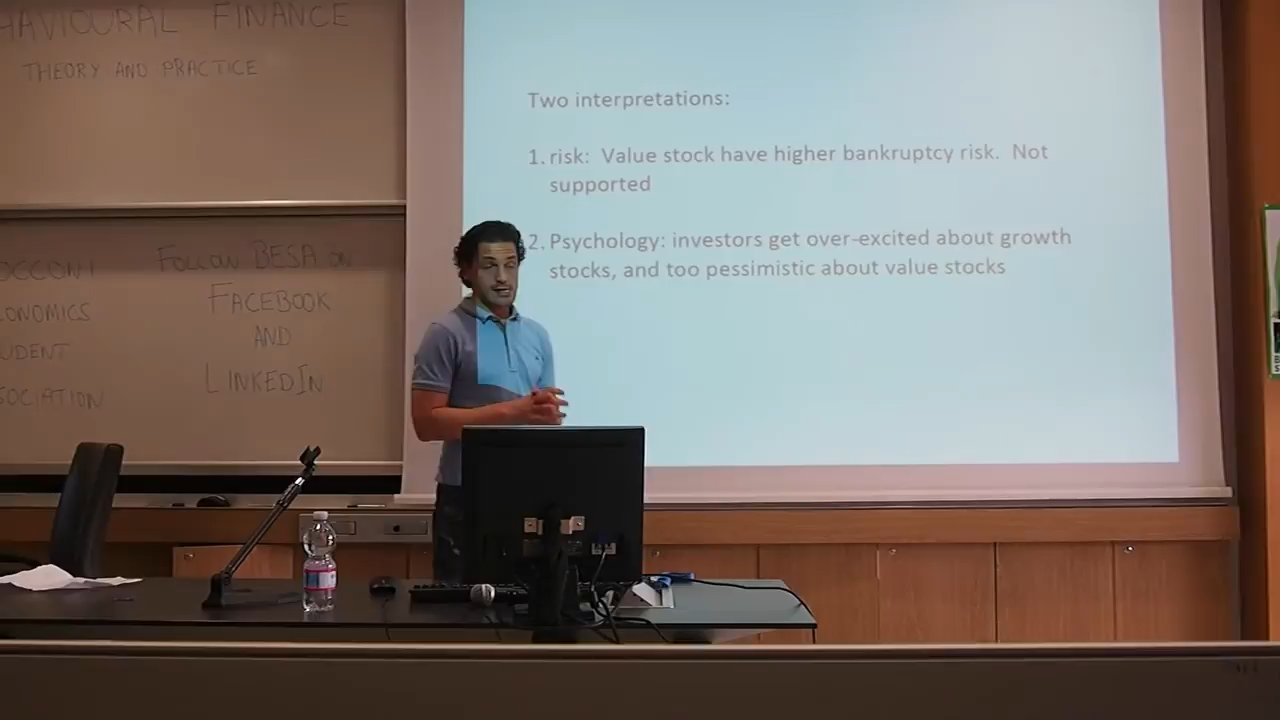 HAVIOURAL FINANCE
THEORY AND PRACTICE
OCCONI
ONOMICS
UDENT
SOCIATION
FOLLOW BESA ON
FACEBOOK
AND
LINKEDIN
Two interpretations:
1. risk: Value stock have higher bankruptcy risk. Not
supported
2. Psychology: investors get over-excited about growth
stocks, and too pessimistic about value stocks